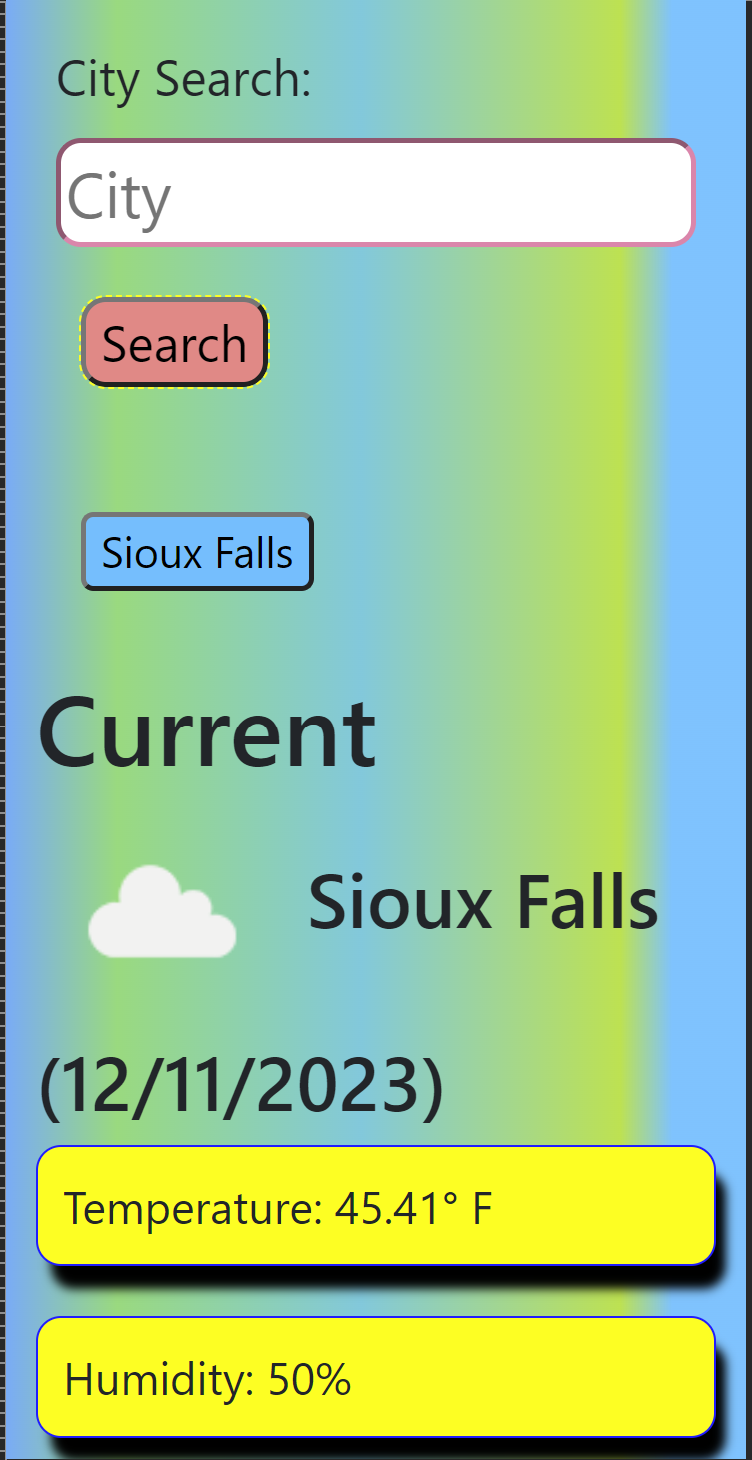 City Search:
City
Search
Sioux Falls
Current
Sioux Falls
(12/11/2023)
Temperature: 45.41° F
Humidity: 50%